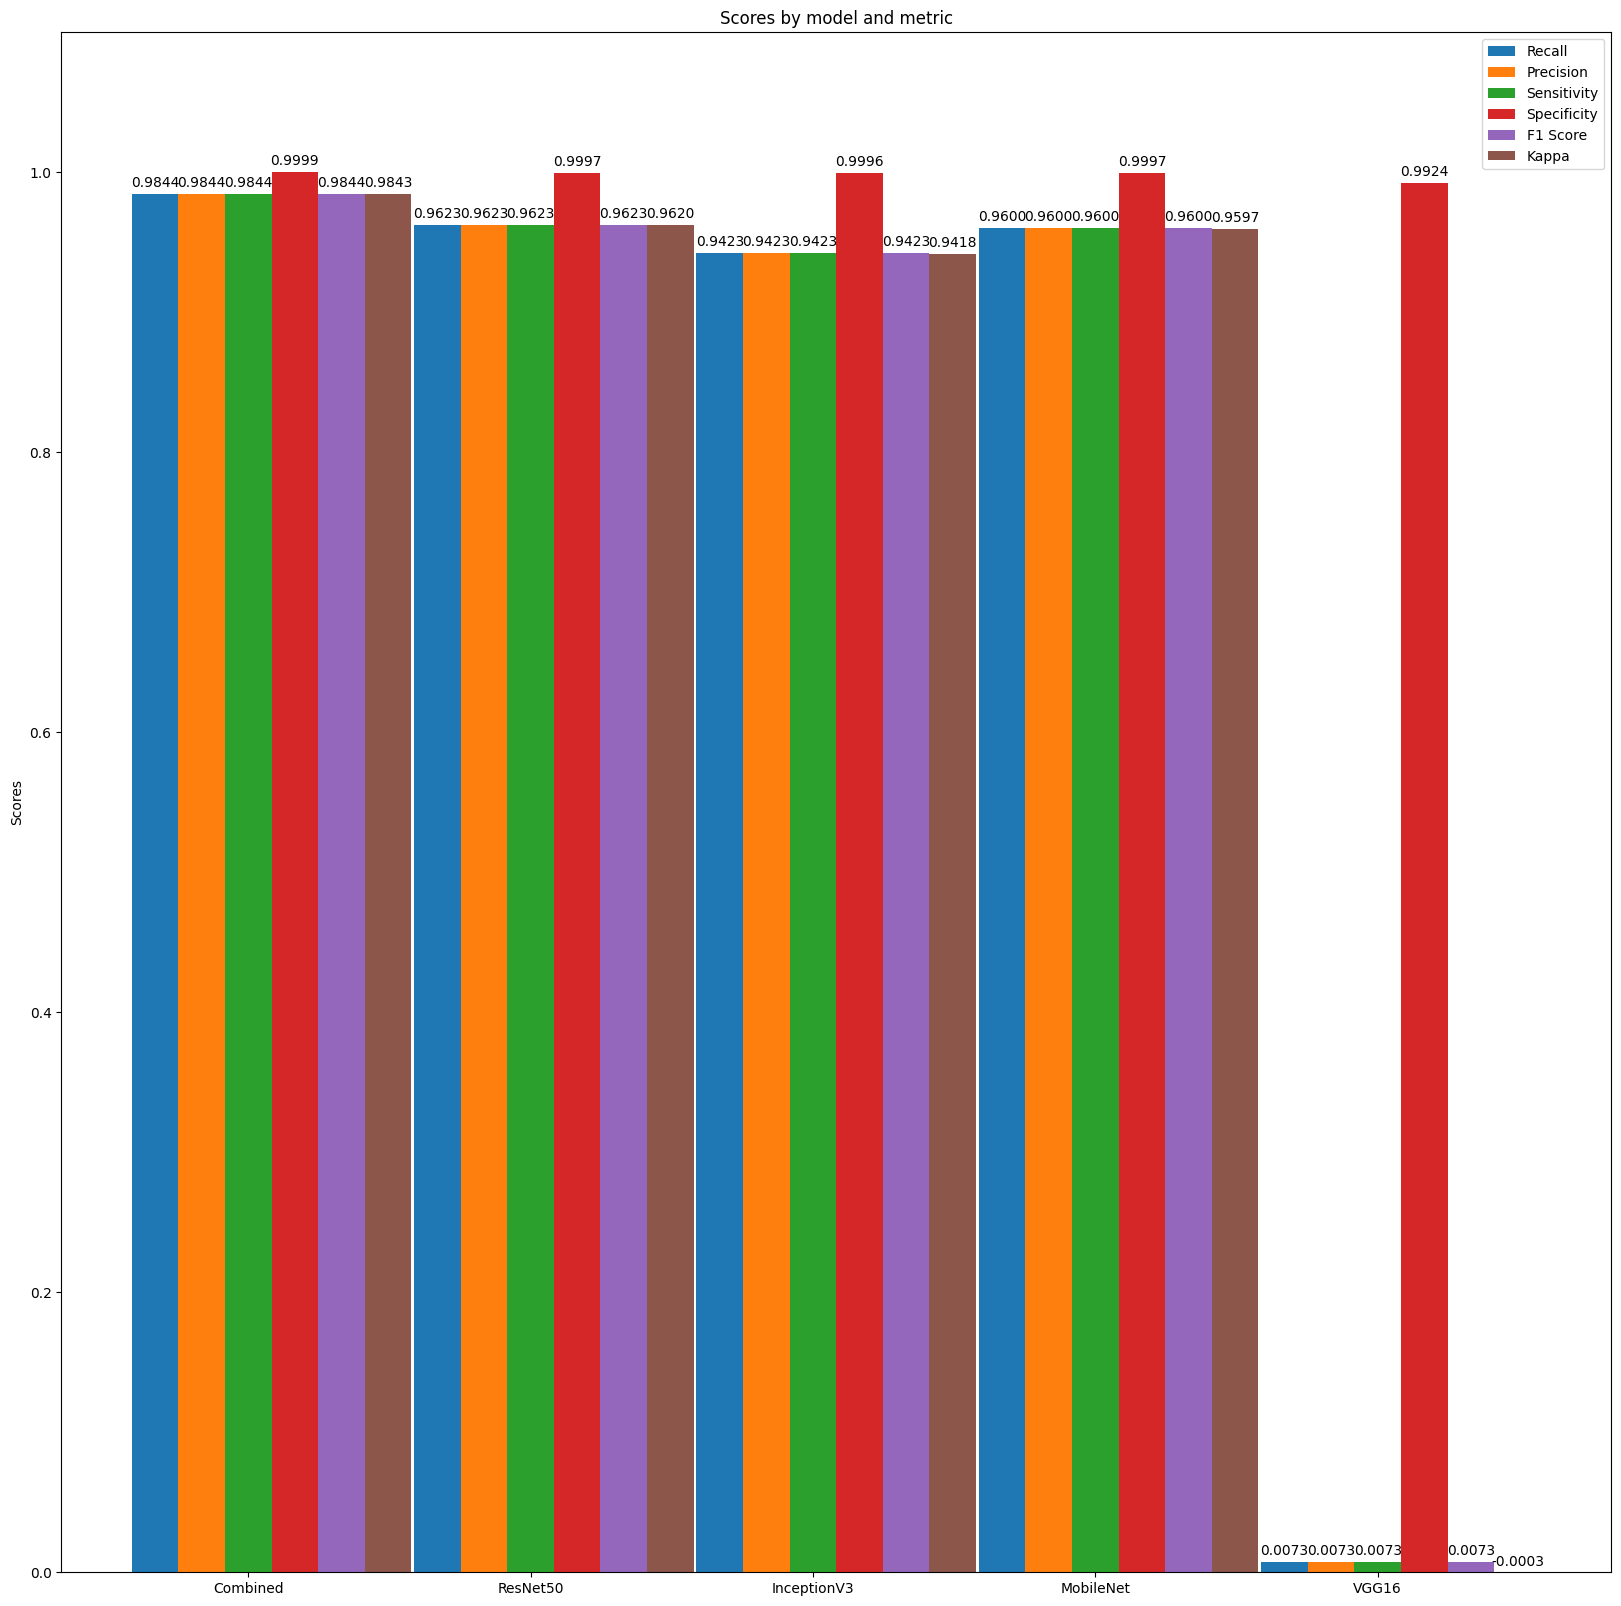 Scores by model and metric
Recall
Precision
Sensitivity
Specificity
F1 Score
Kappa
Scores
1.0
0.8
0.6
0.4
0.2
0.0
0.9844 0.9844 0.9844 0.9999 0.9844 0.9843
0.9623 0.9623 0.9623 0.9997 0.9623 0.9620
0.9423 0.9423 0.9423 0.9996 0.9423 0.9418
0.9600 0.9600 0.9600 0.9997 0.9600 0.9597
0.0073 0.0073 0.0073 0.9924 0.0073 -0.0003
Combined ResNet50 InceptionV3 MobileNet VGG16